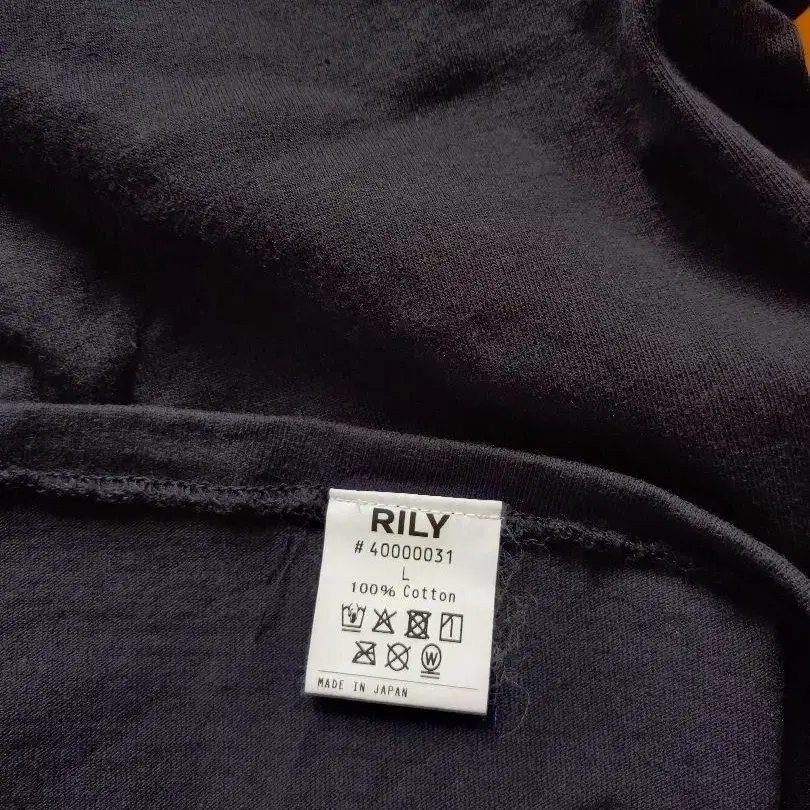 RILY
# 40000031
L
100% Cotton
W
MADE IN JAPAN